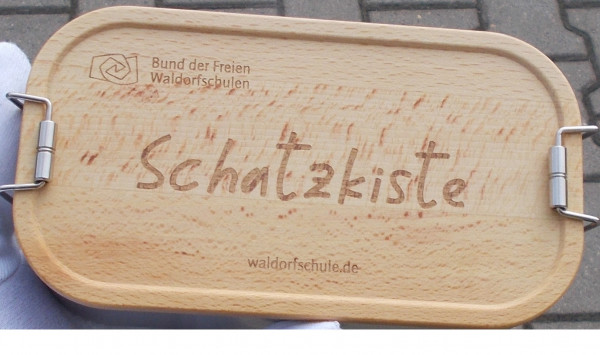 Bund der Freien
Waldorfschulen
Schatzkiste
waldorfschule.de